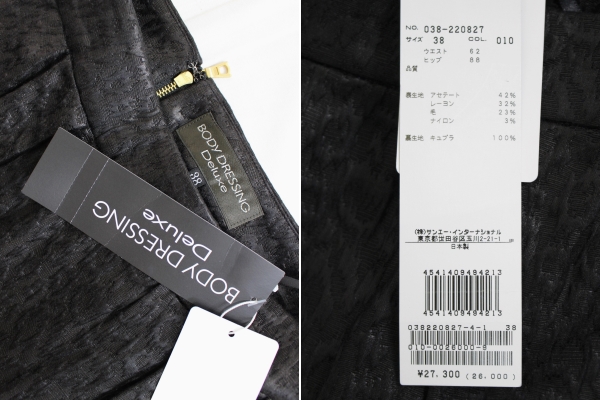 BODY DRESSING
Deluxe
38
BODY DRESSING
Deluxe
NO. 038-220827
サイズ 38 COL. 010
ウエスト 62
ヒップ 88
品質
表生地 アセテート 42%
レーヨン 32%
毛 23%
ナイロン 3%
裏生地 キュプラ 100%
(株)サンエー・インターナショナル
東京都世田谷区玉川2-21-1
日本製
4541409484213
4541409484213
038220827-4-1 38
010-0026000-8
¥27,300 (26,000)